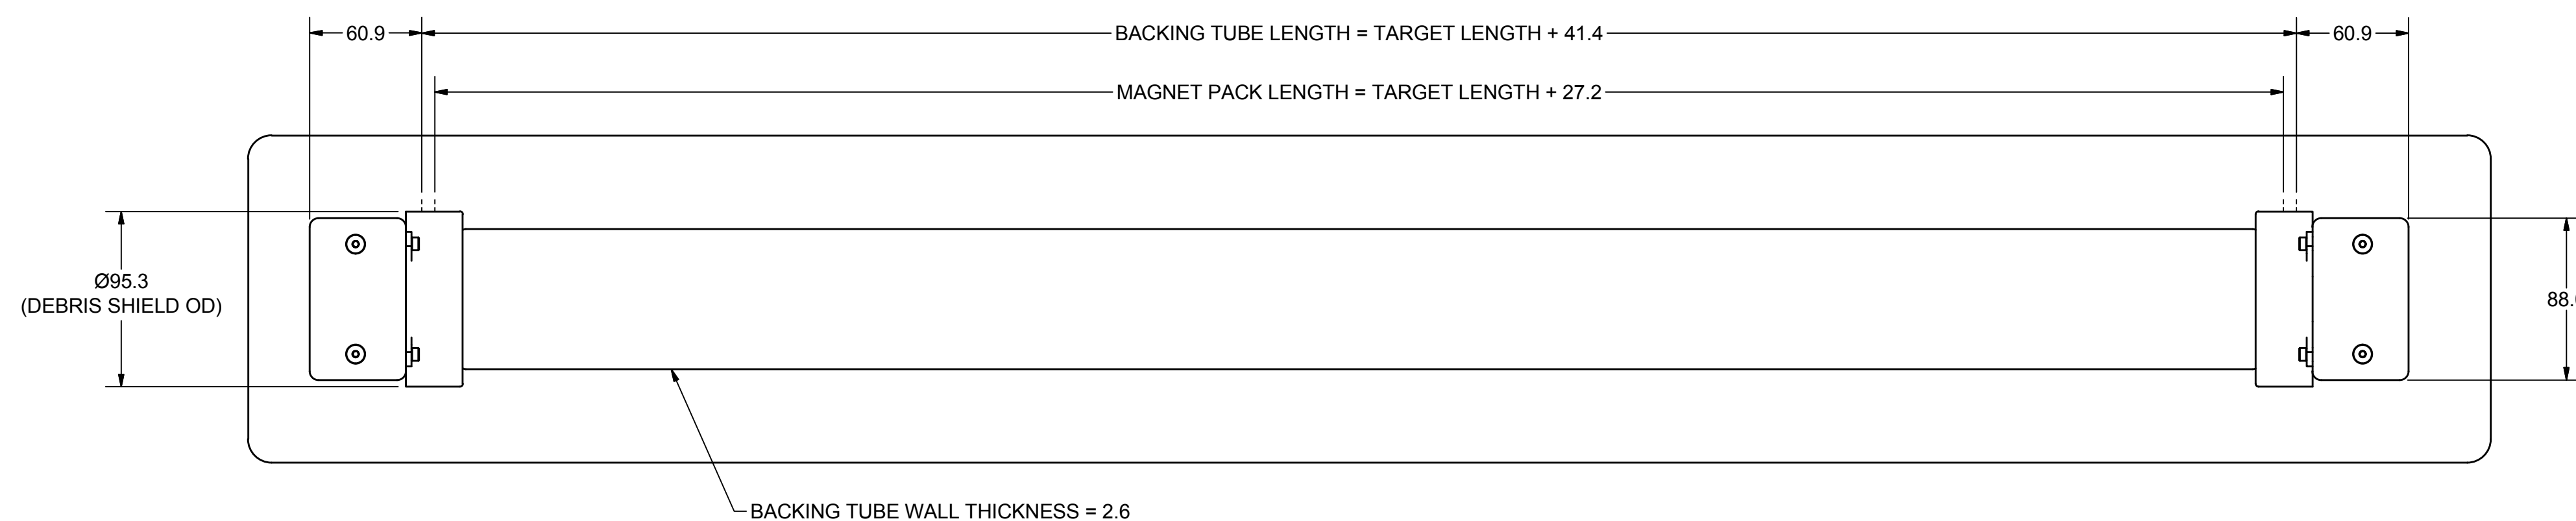 60.9
BACKING TUBE LENGTH = TARGET LENGTH + 41.4
60.9
MAGNET PACK LENGTH = TARGET LENGTH + 27.2
Ø95.3
(DEBRIS SHIELD OD)
BACKING TUBE WALL THICKNESS = 2.6